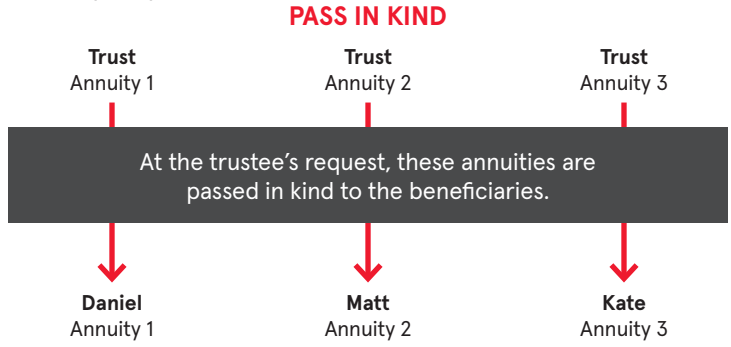 PASS IN KIND
Trust
Annuity 1
Trust
Annuity 2
Trust
Annuity 3
At the trustee's request, these annuities are
passed in kind to the beneficiaries.
Daniel
Annuity 1
Matt
Annuity 2
Kate
Annuity 3